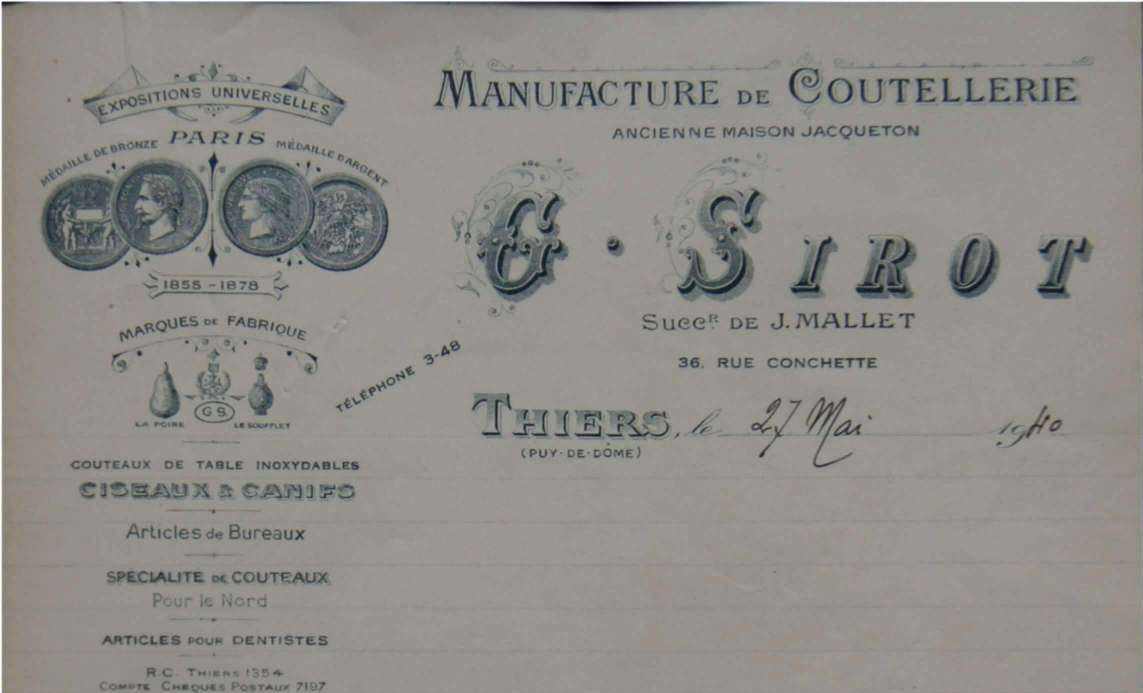 EXPOSITIONS UNIVERSELLES
PARIS
MÉDAILLE DE BRONZE
MÉDAILLE D'ARGENT
1855 - 1878
MARQUES DE FABRIQUE
G S
LA POIRE
LE SOUFFLET
TÉLÉPHONE 3-48
COUTEAUX DE TABLE INOXYDABLES
CISEAUX & CANIFS
Articles de Bureaux
SPÉCIALITÉ DE COUTEAUX
Pour le Nord
ARTICLES POUR DENTISTES
R.C. THIERS 1354
COMPTE CHEQUES POSTAUX 7197
MANUFACTURE DE COUTELLERIE
ANCIENNE MAISON JACQUETON
G. SIROT
SUCCR DE J. MALLET
36, RUE CONCHETTE
THIERS, le 27 Mai 1940
(PUY-DE-DÔME)